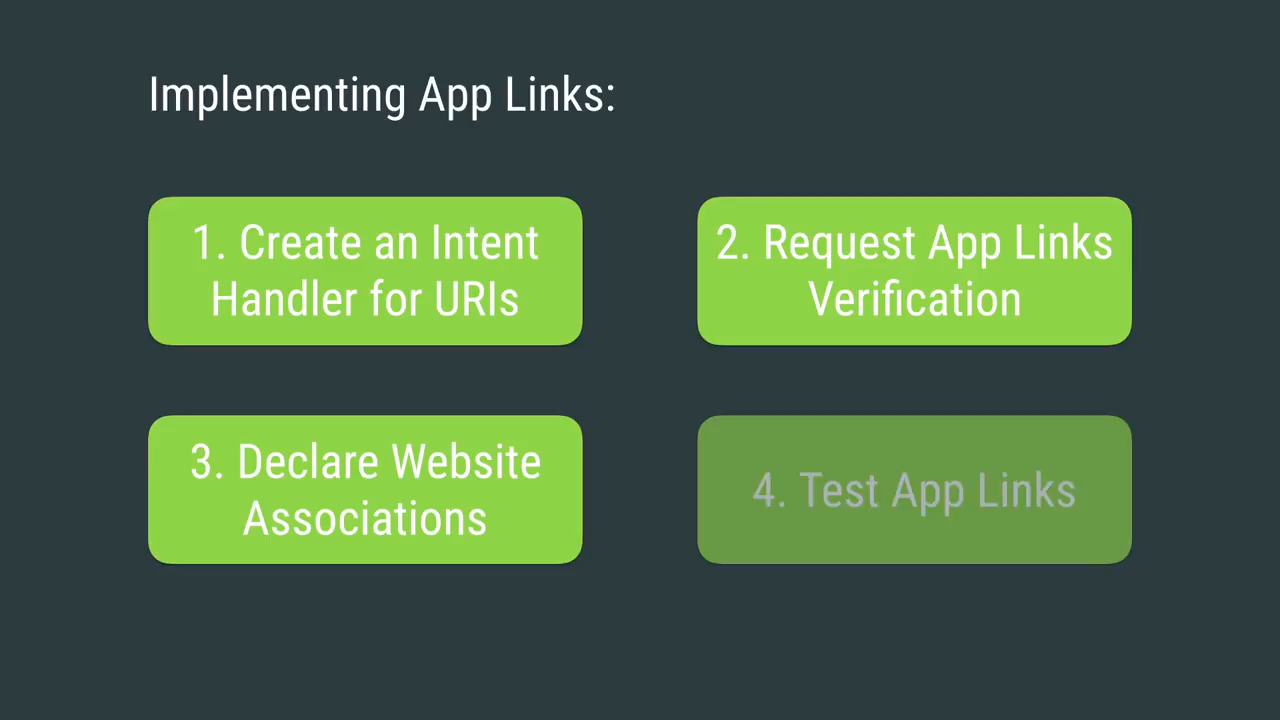 Implementing App Links:
1. Create an Intent
Handler for URIs
2. Request App Links
Verification
3. Declare Website
Associations
4. Test App Links